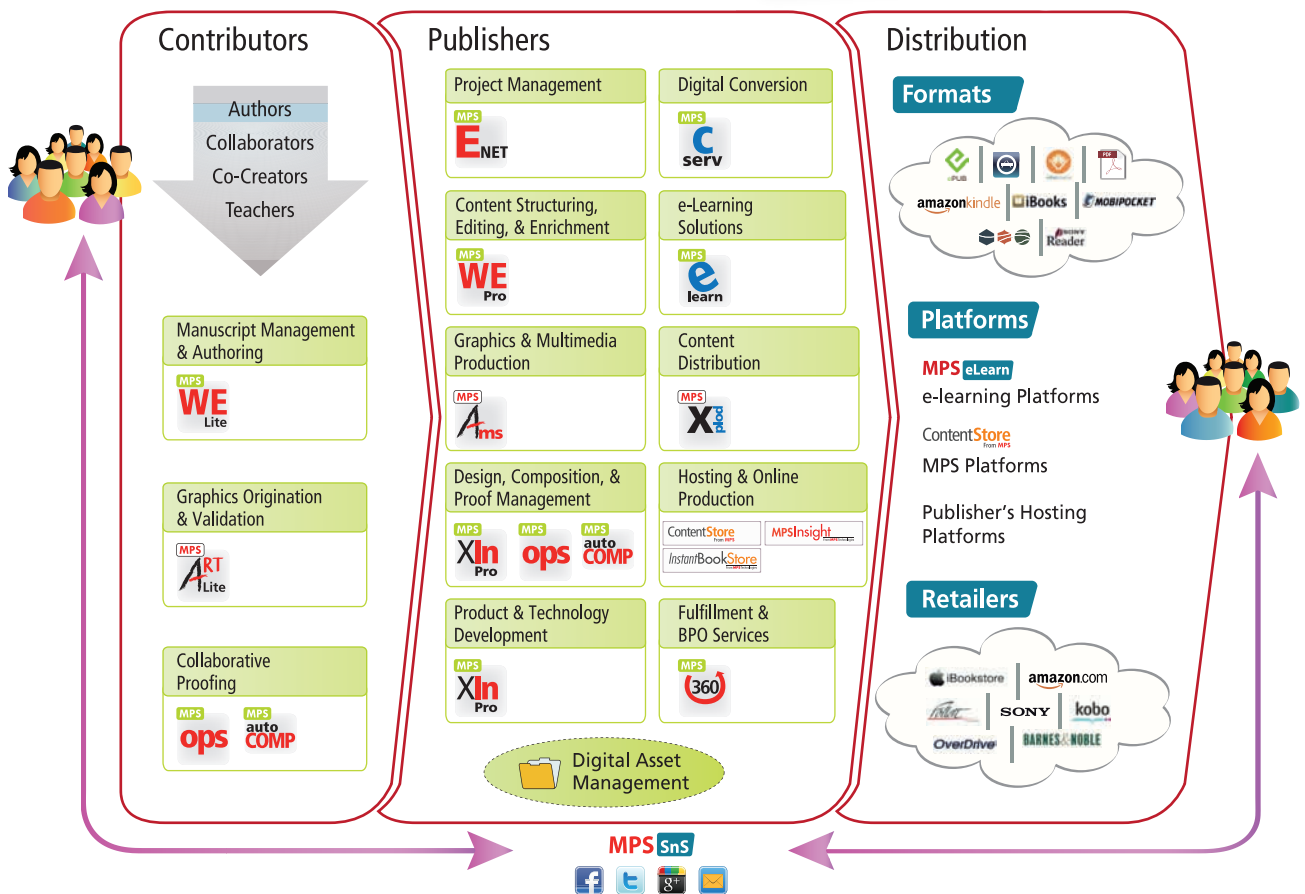 Contributors
Authors
Collaborators
Co-Creators
Teachers
Manuscript Management
& Authoring
MPS
WE
Lite
Graphics Origination
& Validation
MPS
ART
Lite
Collaborative
Proofing
MPS
ops
MPS
auto
COMP
Publishers
Project Management
MPS
E NET
Digital Conversion
MPS
C
serv
Content Structuring,
Editing, & Enrichment
MPS
WE
Pro
e-Learning
Solutions
MPS
e
learn
Graphics & Multimedia
Production
MPS
Ams
Content
Distribution
MPS
Xplod
Design, Composition, &
Proof Management
MPS
XIn
Pro
MPS
ops
MPS
auto
COMP
Hosting & Online
Production
ContentStore
From MPS
MPSInsight
InstantBookStore
Product & Technology
Development
MPS
XIn
Pro
Fulfillment &
BPO Services
MPS
360
Digital Asset
Management
Distribution
Formats
ePUB
PDF
amazonkindle
iBooks
MOBIPOCKET
SONY
Reader
Platforms
MPS eLearn
e-learning Platforms
ContentStore
From MPS
MPS Platforms
Publisher's Hosting
Platforms
Retailers
iBookstore
amazon.com
SONY
kobo
OverDrive
BARNES&NOBLE
MPS SnS
f
t
g+